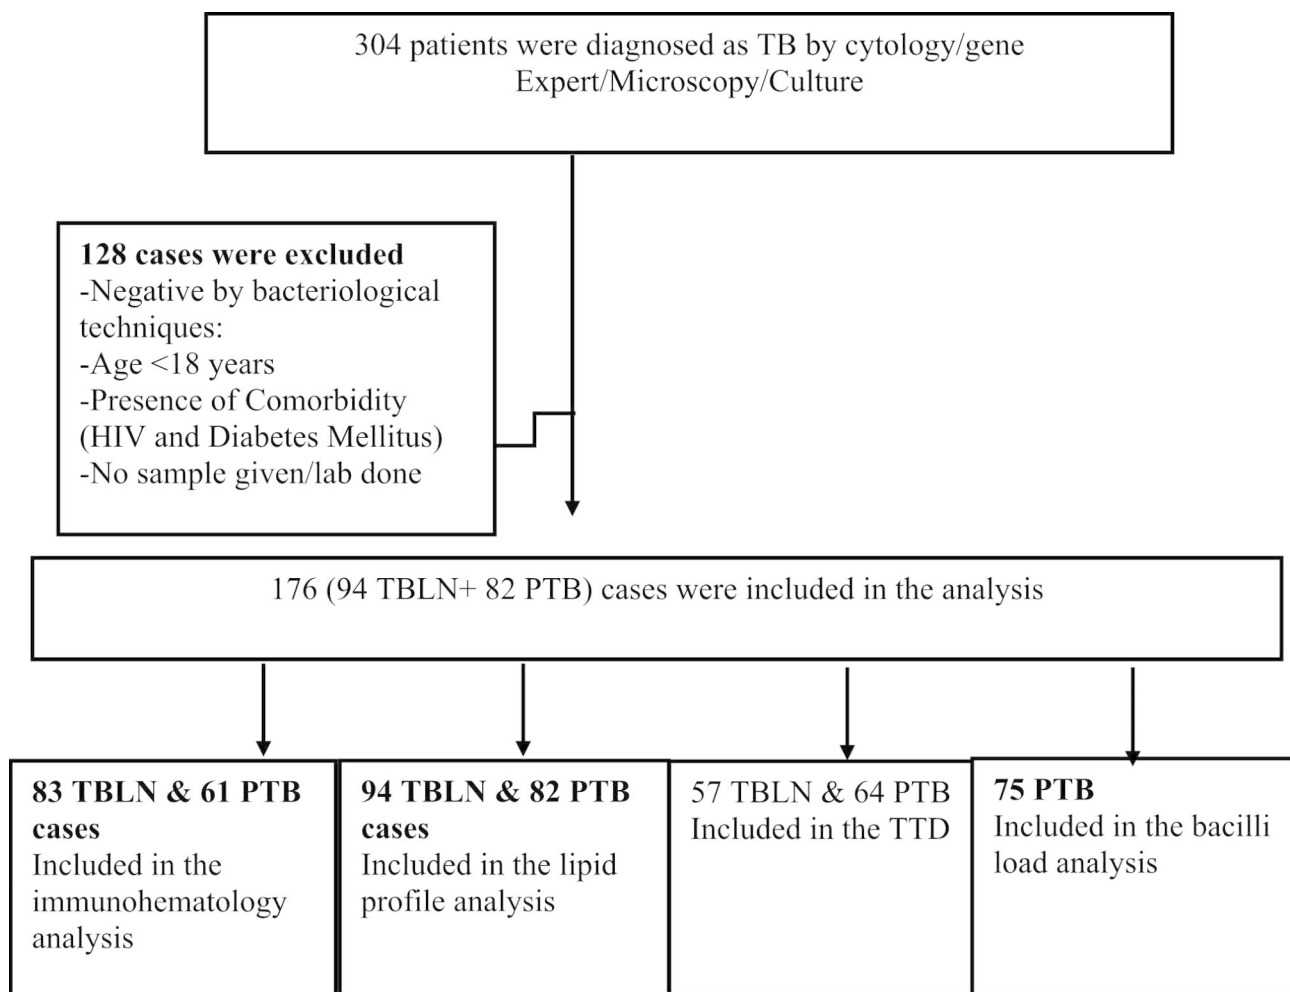 304 patients were diagnosed as TB by cytology/gene
Expert/Microscopy/Culture
128 cases were excluded
-Negative by bacteriological
techniques:
-Age <18 years
-Presence of Comorbidity
(HIV and Diabetes Mellitus)
-No sample given/lab done
176 (94 TBLN+ 82 PTB) cases were included in the analysis
83 TBLN & 61 PTB
cases
Included in the
immunohematology
analysis
94 TBLN & 82 PTB
cases
Included in the lipid
profile analysis
57 TBLN & 64 PTB
Included in the TTD
75 PTB
Included in the bacilli
load analysis